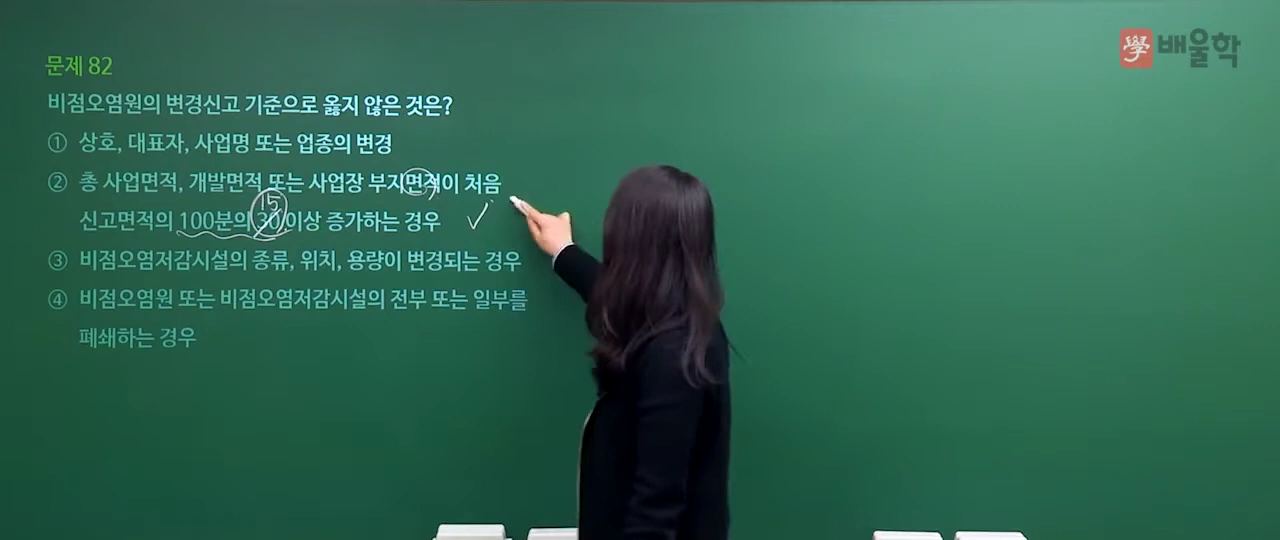 學 배울학
문제 82
비점오염원의 변경신고 기준으로 옳지 않은 것은?
① 상호, 대표자, 사업명 또는 업종의 변경
② 총 사업면적, 개발면적 또는 사업장 부지면적이 처음
15
신고면적의 100분의 30 이상 증가하는 경우
③ 비점오염저감시설의 종류, 위치, 용량이 변경되는 경우
④ 비점오염원 또는 비점오염저감시설의 전부 또는 일부를
폐쇄하는 경우